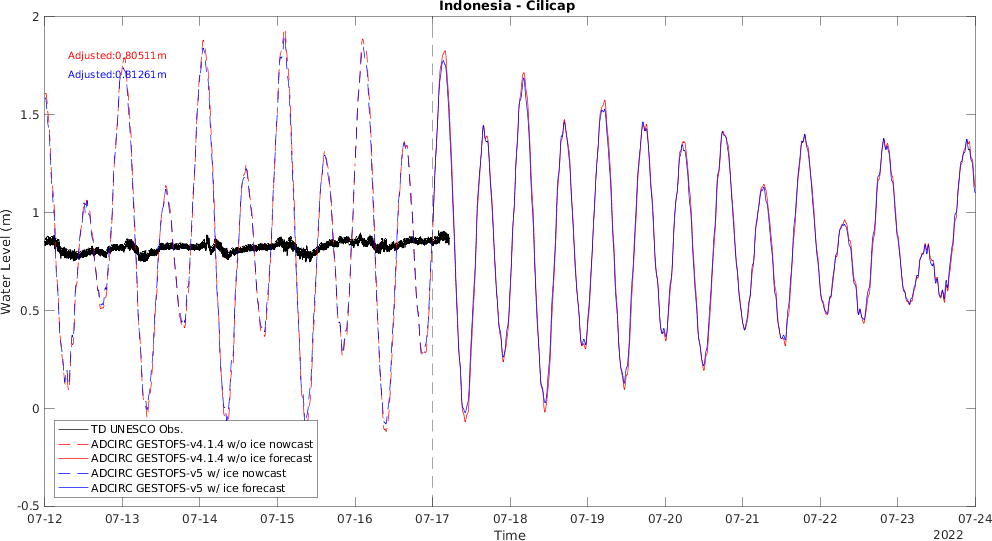 Indonesia - Cilicap
Adjusted:0.80511m
Adjusted:0.81261m
Water Level (m)
2
1.5
1
0.5
0
-0.5
TD UNESCO Obs.
ADCIRC GESTOFS-v4.1.4 w/o ice nowcast
ADCIRC GESTOFS-v4.1.4 w/o ice forecast
ADCIRC GESTOFS-v5 w/ ice nowcast
ADCIRC GESTOFS-v5 w/ ice forecast
07-12 07-13 07-14 07-15 07-16 07-17 07-18 07-19 07-20 07-21 07-22 07-23 07-24
Time
2022